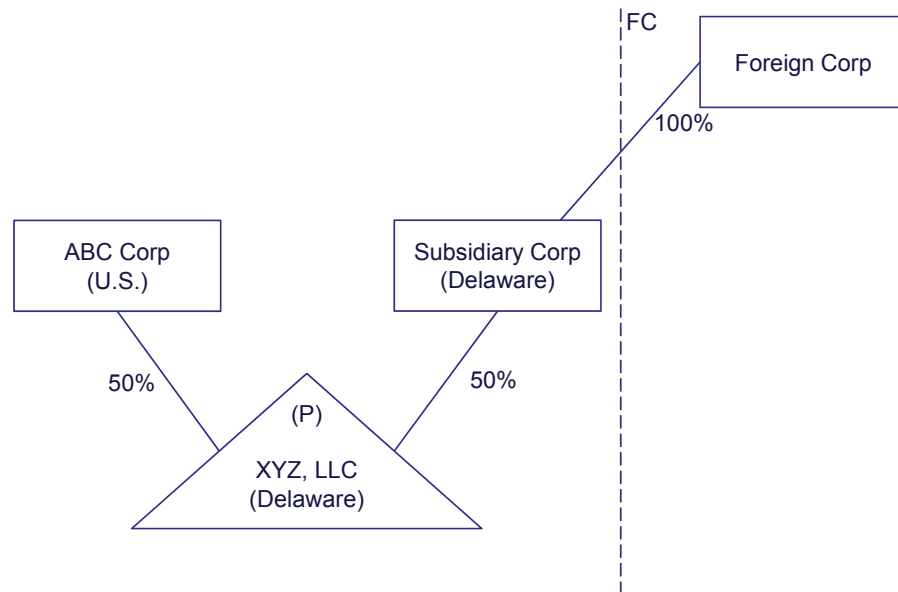 FC
Foreign Corp
100%
ABC Corp
(U.S.)
Subsidiary Corp
(Delaware)
50%
50%
(P)
XYZ, LLC
(Delaware)